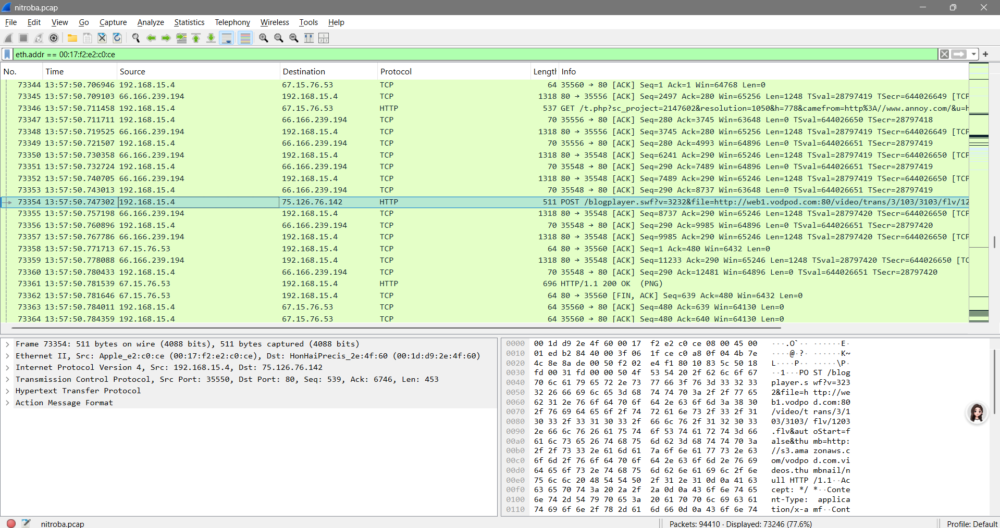 nitroba.pcap
File Edit View Go Capture Analyze Statistics Telephony Wireless Tools Help
eth.addr == 00:17:f2:e2:c0:ce
No. Time Source Destination Protocol Length Info
73344 13:57:50.706946 192.168.15.4 67.15.76.53 TCP 64 35560 → 80 [ACK] Seq=1 Ack=1 Win=64768 Len=0
73345 13:57:50.709103 66.166.239.194 192.168.15.4 TCP 1318 80 → 35556 [ACK] Seq=2497 Ack=280 Win=65256 Len=1248 TSval=28797419 TSecr=644026649 [TCP
73346 13:57:50.711458 192.168.15.4 67.15.76.53 HTTP 537 GET /t.php?sc_project=2147602&resolution=1050&h=778&camefrom=http%3A//www.annoy.com/&u=h
73347 13:57:50.711711 192.168.15.4 66.166.239.194 TCP 70 35556 → 80 [ACK] Seq=280 Ack=3745 Win=63648 Len=0 TSval=644026650 TSecr=28797418
73348 13:57:50.719525 66.166.239.194 192.168.15.4 TCP 1318 80 → 35556 [ACK] Seq=3745 Ack=280 Win=65256 Len=1248 TSval=28797419 TSecr=644026649 [TCP
73349 13:57:50.721507 192.168.15.4 66.166.239.194 TCP 70 35556 → 80 [ACK] Seq=280 Ack=4993 Win=64896 Len=0 TSval=644026651 TSecr=28797419
73350 13:57:50.730358 66.166.239.194 192.168.15.4 TCP 1318 80 → 35548 [ACK] Seq=6241 Ack=290 Win=65246 Len=1248 TSval=28797419 TSecr=644026650 [TCP
73351 13:57:50.732724 192.168.15.4 66.166.239.194 TCP 70 35548 → 80 [ACK] Seq=290 Ack=7489 Win=64896 Len=0 TSval=644026651 TSecr=28797419
73352 13:57:50.740705 66.166.239.194 192.168.15.4 TCP 1318 80 → 35548 [ACK] Seq=7489 Ack=290 Win=65246 Len=1248 TSval=28797419 TSecr=644026650 [TCP
73353 13:57:50.743013 192.168.15.4 66.166.239.194 TCP 70 35548 → 80 [ACK] Seq=290 Ack=8737 Win=63648 Len=0 TSval=644026651 TSecr=28797419
73354 13:57:50.747302 192.168.15.4 75.126.76.142 HTTP 511 POST /blogplayer.swf?v=3232&file=http://web1.vodpod.com:80/video/trans/3/103/3103/flv/12
73355 13:57:50.757198 66.166.239.194 192.168.15.4 TCP 1318 80 → 35548 [ACK] Seq=8737 Ack=290 Win=65246 Len=1248 TSval=28797420 TSecr=644026650 [TCP
73356 13:57:50.760896 192.168.15.4 66.166.239.194 TCP 70 35548 → 80 [ACK] Seq=290 Ack=9985 Win=64896 Len=0 TSval=644026651 TSecr=28797420
73357 13:57:50.767786 66.166.239.194 192.168.15.4 TCP 1318 80 → 35548 [ACK] Seq=9985 Ack=290 Win=65246 Len=1248 TSval=28797420 TSecr=644026650 [TCP
73358 13:57:50.771713 67.15.76.53 192.168.15.4 TCP 64 80 → 35560 [ACK] Seq=1 Ack=480 Win=6432 Len=0
73359 13:57:50.778088 66.166.239.194 192.168.15.4 TCP 1318 80 → 35548 [ACK] Seq=11233 Ack=290 Win=65246 Len=1248 TSval=28797420 TSecr=644026650 [TC
73360 13:57:50.780433 192.168.15.4 66.166.239.194 TCP 70 35548 → 80 [ACK] Seq=290 Ack=12481 Win=64896 Len=0 TSval=644026651 TSecr=28797420
73361 13:57:50.781539 67.15.76.53 192.168.15.4 HTTP 696 HTTP/1.1 200 OK (PNG)
73362 13:57:50.781646 67.15.76.53 192.168.15.4 TCP 64 80 → 35560 [FIN, ACK] Seq=639 Ack=480 Win=6432 Len=0
73363 13:57:50.784011 192.168.15.4 67.15.76.53 TCP 64 35560 → 80 [ACK] Seq=480 Ack=639 Win=64130 Len=0
73364 13:57:50.784359 192.168.15.4 67.15.76.53 TCP 64 35560 → 80 [ACK] Seq=480 Ack=640 Win=64130 Len=0
Frame 73354: 511 bytes on wire (4088 bits), 511 bytes captured (4088 bits)
Ethernet II, Src: Apple_e2:c0:ce (00:17:f2:e2:c0:ce), Dst: HonHaiPrecis_2e:4f:60 (00:1d:d9:2e:4f:60)
Internet Protocol Version 4, Src: 192.168.15.4, Dst: 75.126.76.142
Transmission Control Protocol, Src Port: 35550, Dst Port: 80, Seq: 539, Ack: 6746, Len: 453
Hypertext Transfer Protocol
Action Message Format
0000 00 1d d9 2e 4f 60 00 17 f2 e2 c0 ce 08 00 45 00 ···.O`·· ······E·
0010 01 ed b2 84 40 00 3f 06 1f ce c0 a8 0f 04 4b 7e ····@·?· ······K~
0020 4c 8e 8a de 00 50 f2 02 e4 f1 80 10 83 5c 50 18 L····P·· ·····\P·
0030 fd 00 31 fd 00 00 50 4f 53 54 20 2f 62 6c 6f 67 ··1···PO ST /blog
0040 70 6c 61 79 65 72 2e 73 77 66 3f 76 3d 33 32 33 player.s wf?v=323
0050 32 26 66 69 6c 65 3d 68 74 74 70 3a 2f 2f 77 65 2&file=h ttp://we
0060 62 31 2e 76 6f 64 70 6f 64 2e 63 6f 6d 3a 38 30 b1.vodpo d.com:80
0070 2f 76 69 64 65 6f 2f 74 72 61 6e 73 2f 33 2f 31 /video/t rans/3/1
0080 30 33 2f 33 31 30 33 2f 66 6c 76 2f 31 32 30 33 03/3103/ flv/1203
0090 2e 66 6c 76 26 61 75 74 6f 53 74 61 72 74 3d 66 .flv&aut oStart=f
00a0 61 6c 73 65 26 74 68 75 6d 62 3d 68 74 74 70 3a alse&thu mb=http:
00b0 2f 2f 73 33 2e 61 6d 61 7a 6f 6e 61 77 73 2e 63 //s3.ama zonaws.c
00c0 6f 6d 2f 76 6f 64 70 6f 64 2e 63 6f 6d 2e 76 69 om/vodpo d.com.vi
00d0 64 65 6f 73 2e 74 68 75 6d 62 6e 61 69 6c 2f 6e deos.thu mbnail/n
00e0 75 6c 6c 20 48 54 54 50 2f 31 2e 31 0d 0a 41 63 ull HTTP /1.1··Ac
00f0 63 65 70 74 3a 20 2a 2f 2a 0d 0a 43 6f 6e 74 65 cept: */ *··Conte
0100 6e 74 2d 54 79 70 65 3a 20 61 70 70 6c 69 63 61 nt-Type: applica
0110 74 69 6f 6e 2f 78 2d 61 6d 66 0d 0a 43 6f 6e 74 tion/x-a mf··Cont
nitroba.pcap
Packets: 94410 · Displayed: 73246 (77.6%)
Profile: Default